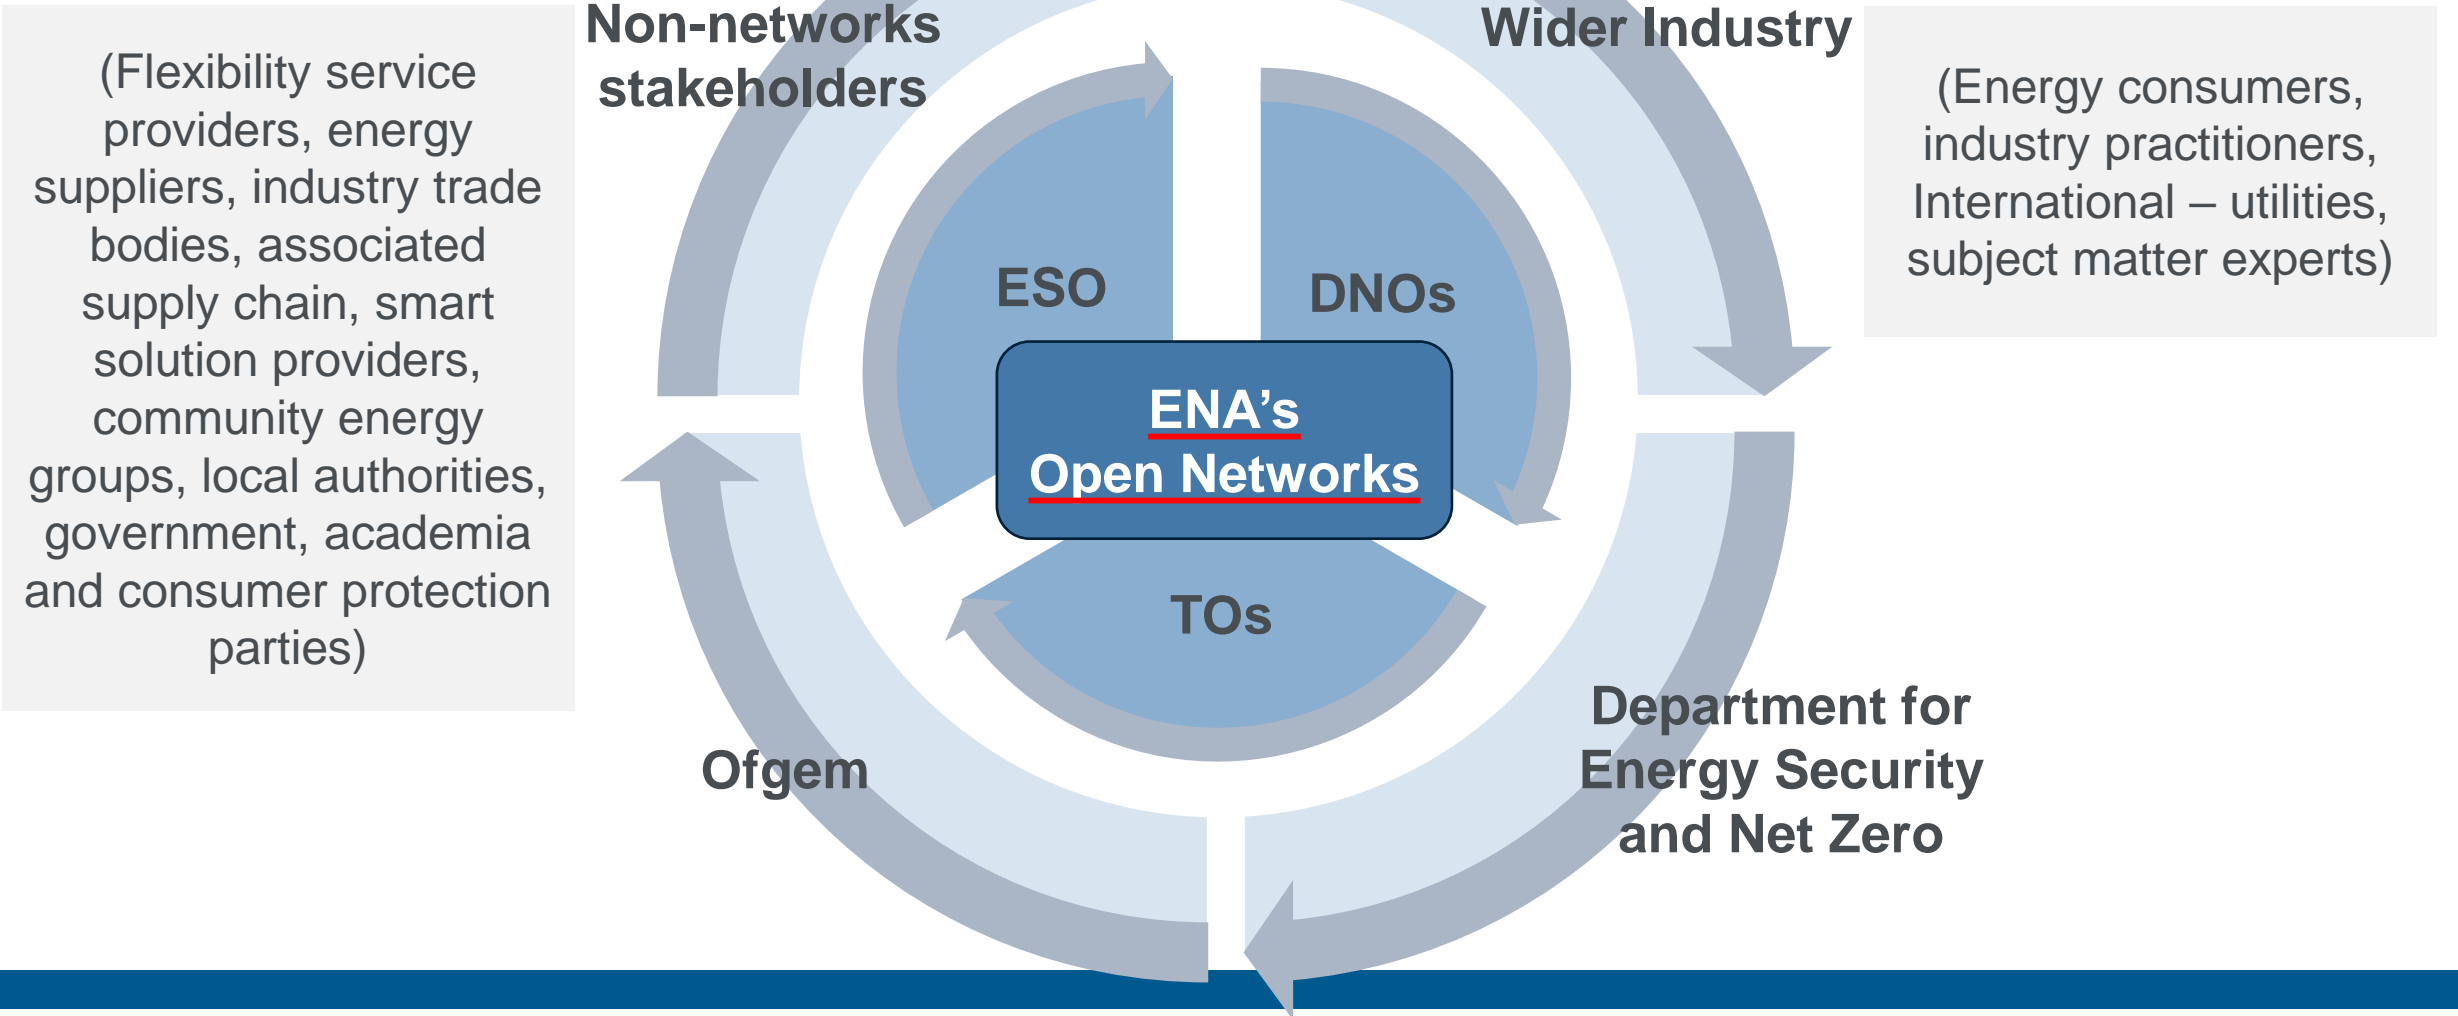 Non-networks
stakeholders
Wider Industry
(Flexibility service
providers, energy
suppliers, industry trade
bodies, associated
supply chain, smart
solution providers,
community energy
groups, local authorities,
government, academia
and consumer protection
parties)
(Energy consumers,
industry practitioners,
International – utilities,
subject matter experts)
ESO
DNOs
ENA’s
Open Networks
TOs
Ofgem
Department for
Energy Security
and Net Zero